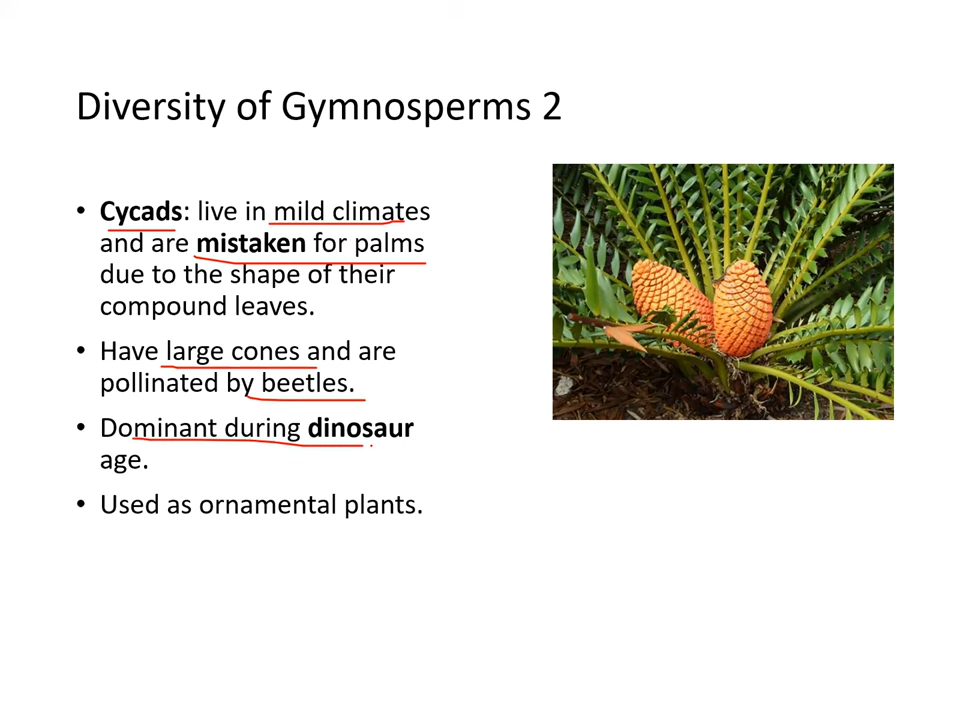 Diversity of Gymnosperms 2
• Cycads: live in mild climates
and are mistaken for palms
due to the shape of their
compound leaves.
• Have large cones and are
pollinated by beetles.
• Dominant during dinosaur
age.
• Used as ornamental plants.